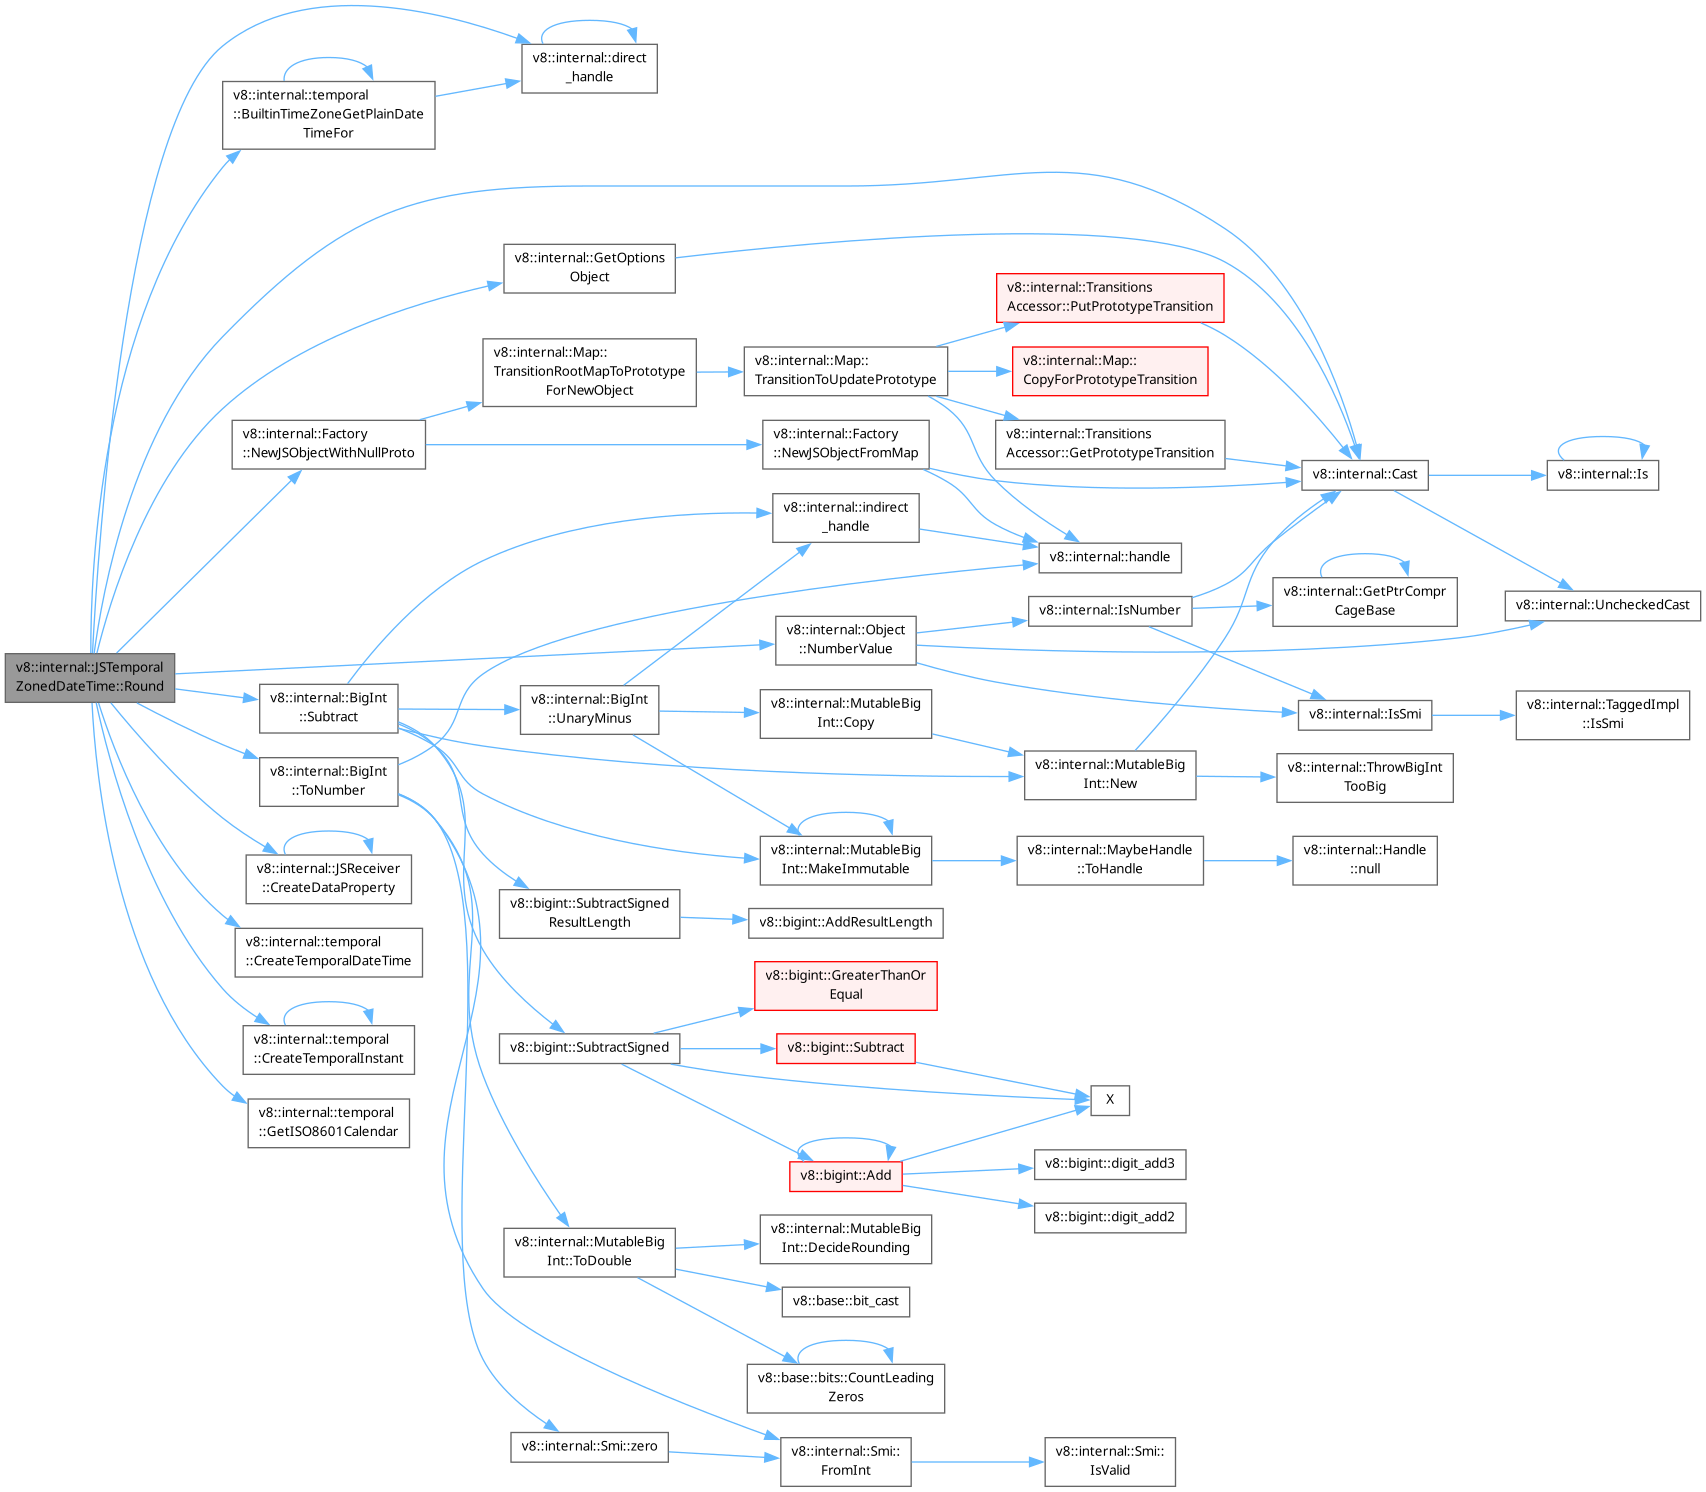 v8::internal::direct
_handle
v8::internal::temporal
::BuiltinTimeZoneGetPlainDate
TimeFor
v8::internal::GetOptions
Object
v8::internal::Transitions
Accessor::PutPrototypeTransition
v8::internal::Map::
TransitionRootMapToPrototype
ForNewObject
v8::internal::Map::
TransitionToUpdatePrototype
v8::internal::Map::
CopyForPrototypeTransition
v8::internal::Factory
::NewJSObjectWithNullProto
v8::internal::Factory
::NewJSObjectFromMap
v8::internal::Transitions
Accessor::GetPrototypeTransition
v8::internal::Cast
v8::internal::Is
v8::internal::indirect
_handle
v8::internal::handle
v8::internal::GetPtrCompr
CageBase
v8::internal::IsNumber
v8::internal::UncheckedCast
v8::internal::Object
::NumberValue
v8::internal::JSTemporal
ZonedDateTime::Round
v8::internal::BigInt
::Subtract
v8::internal::BigInt
::UnaryMinus
v8::internal::MutableBig
Int::Copy
v8::internal::IsSmi
v8::internal::TaggedImpl
::IsSmi
v8::internal::BigInt
::ToNumber
v8::internal::MutableBig
Int::New
v8::internal::ThrowBigInt
TooBig
v8::internal::JSReceiver
::CreateDataProperty
v8::internal::MutableBig
Int::MakeImmutable
v8::internal::MaybeHandle
::ToHandle
v8::internal::Handle
::null
v8::bigint::SubtractSigned
ResultLength
v8::bigint::AddResultLength
v8::internal::temporal
::CreateTemporalDateTime
v8::bigint::GreaterThanOr
Equal
v8::internal::temporal
::CreateTemporalInstant
v8::bigint::SubtractSigned
v8::bigint::Subtract
X
v8::internal::temporal
::GetISO8601Calendar
v8::bigint::Add
v8::bigint::digit_add3
v8::bigint::digit_add2
v8::internal::MutableBig
Int::ToDouble
v8::internal::MutableBig
Int::DecideRounding
v8::base::bit_cast
v8::base::bits::CountLeading
Zeros
v8::internal::Smi::zero
v8::internal::Smi::
FromInt
v8::internal::Smi::
IsValid